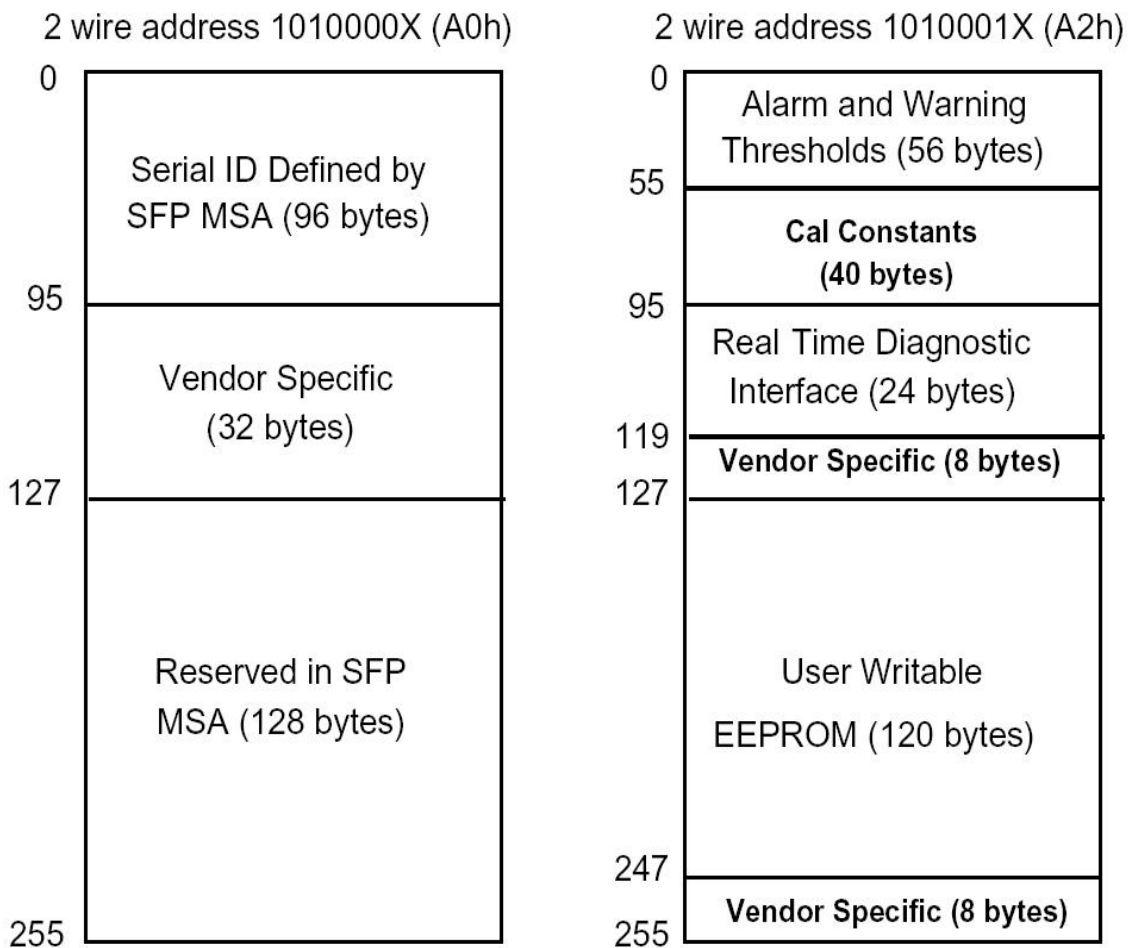 2 wire address 1010000X (A0h)
0
Serial ID Defined by
SFP MSA (96 bytes)
95
Vendor Specific
(32 bytes)
127
Reserved in SFP
MSA (128 bytes)
255
2 wire address 1010001X (A2h)
0
Alarm and Warning
Thresholds (56 bytes)
55
Cal Constants
(40 bytes)
95
Real Time Diagnostic
Interface (24 bytes)
119
Vendor Specific (8 bytes)
127
User Writable
EEPROM (120 bytes)
247
Vendor Specific (8 bytes)
255